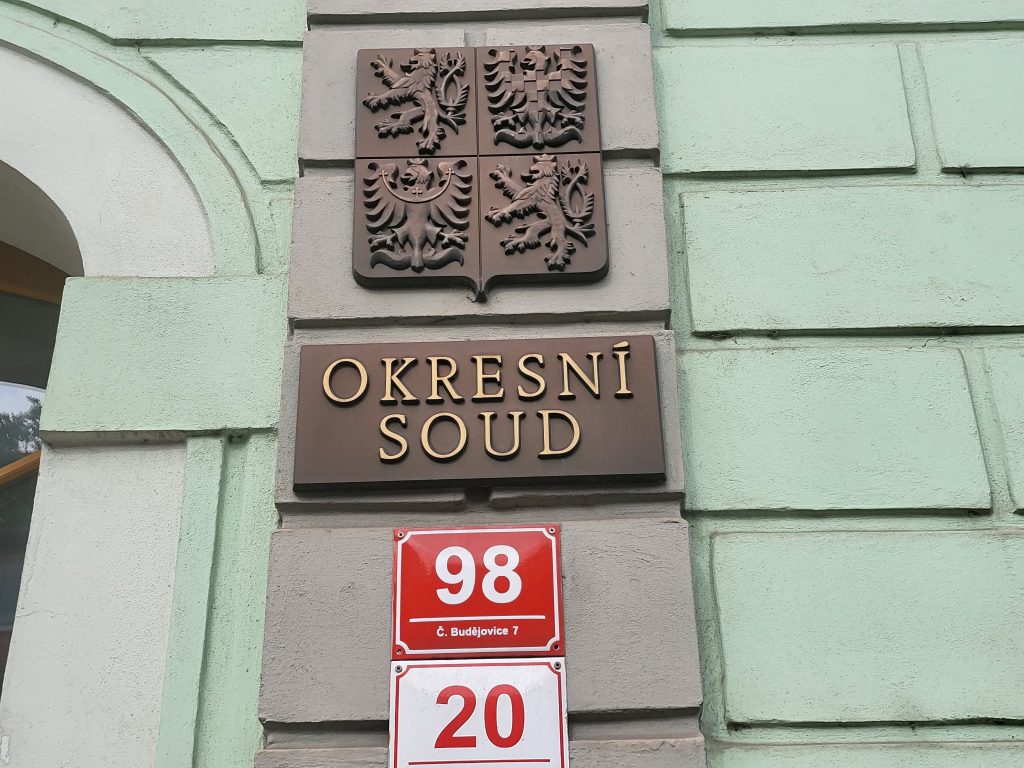 OKRESNÍ
SOUD
98
Č. Budějovice 7
20